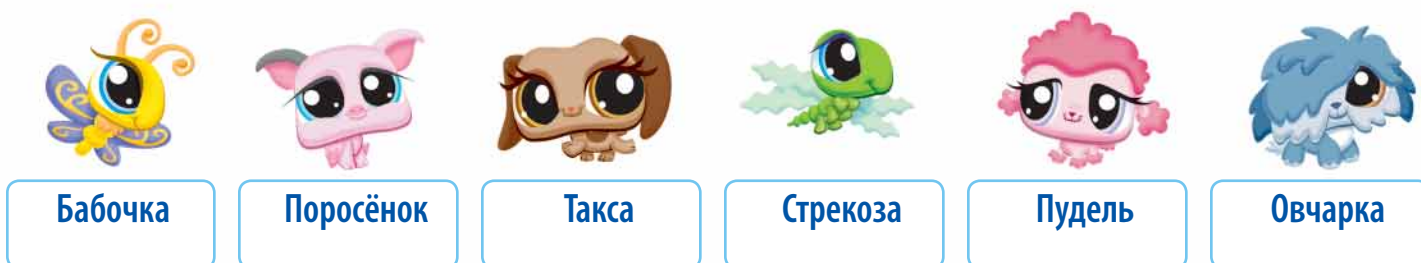 Бабочка
Поросёнок
Такса
Стрекоза
Пудель
Овчарка